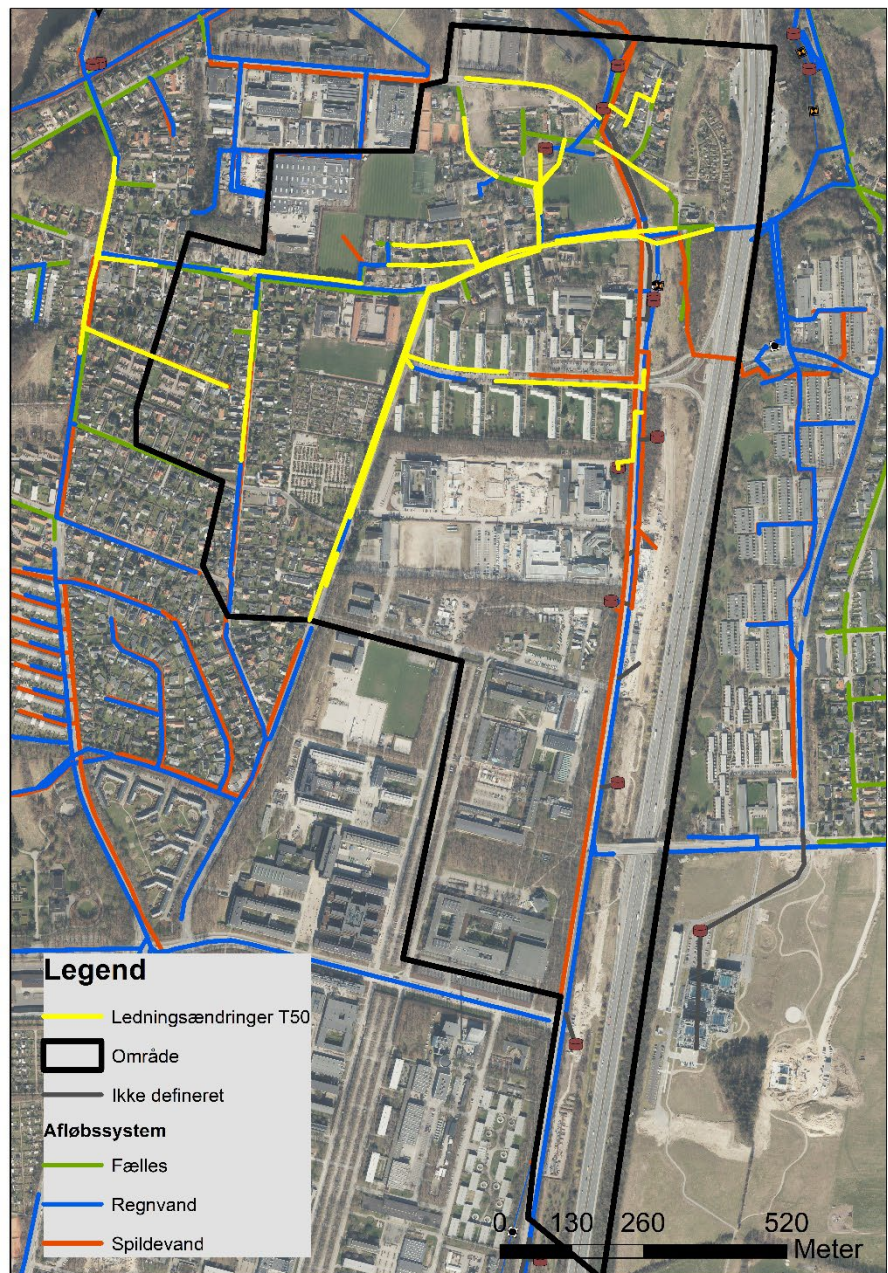 Legend
Ledningsændringer T50
Område
Ikke defineret
Afløbssystem
Fælles
Regnvand
Spildevand
0 130 260 520
Meter